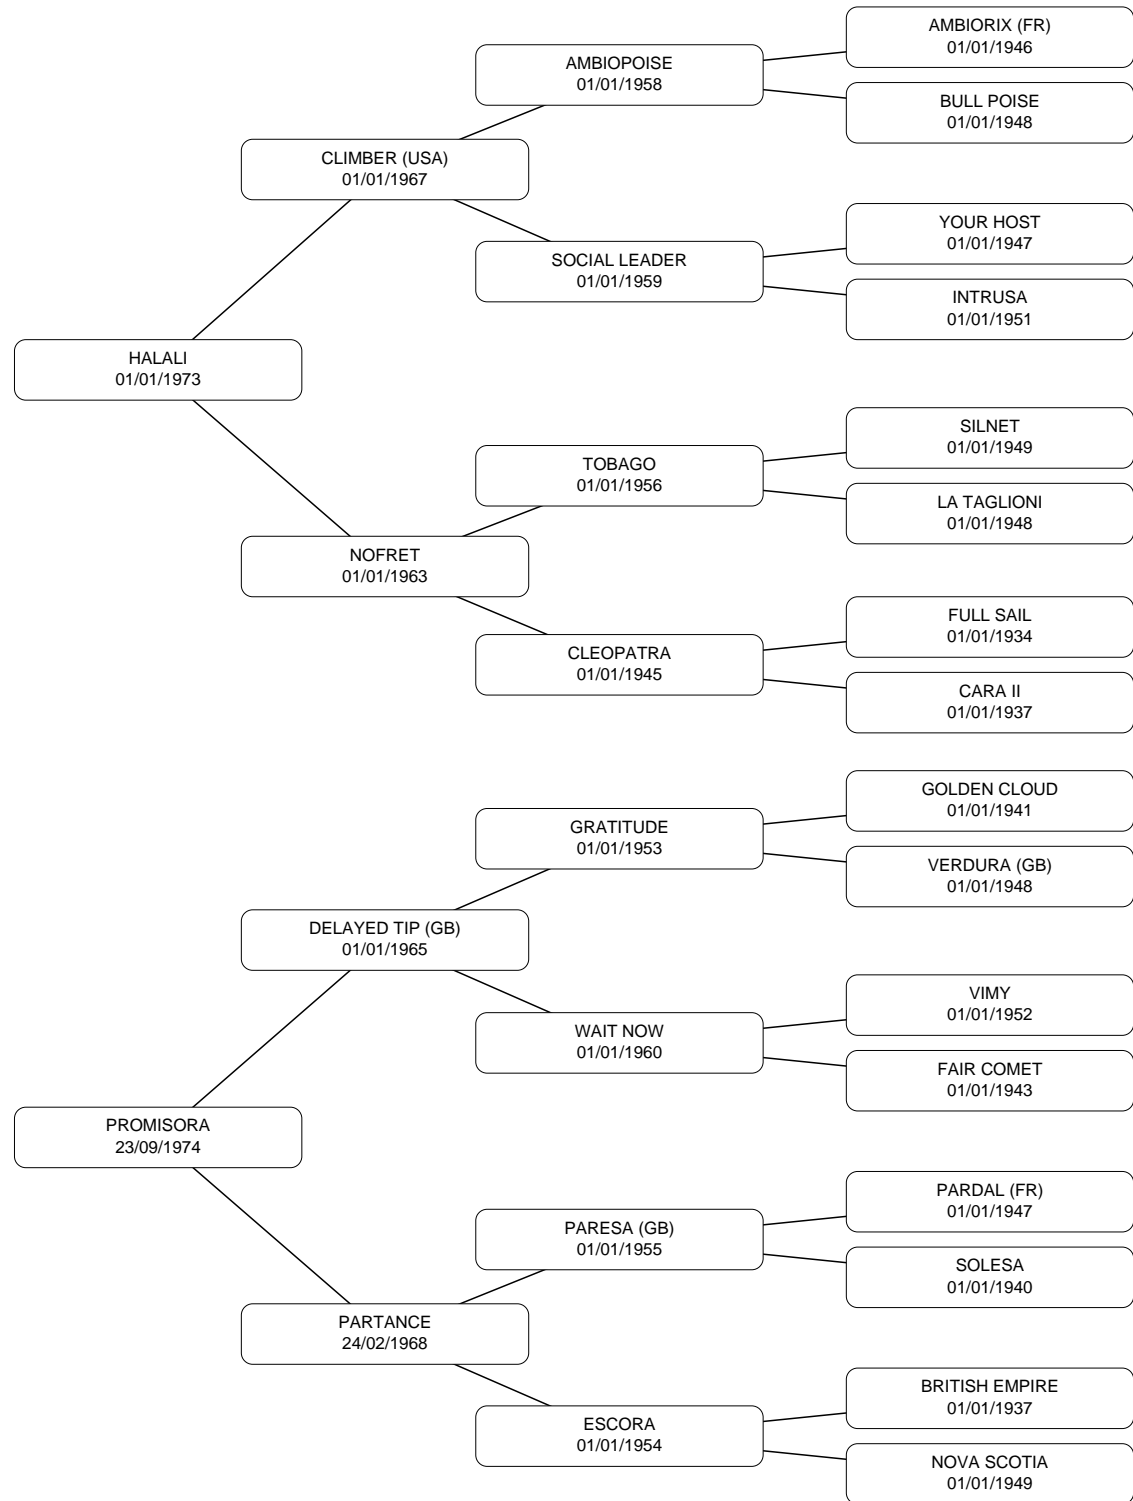 AMBIORIX (FR)
01/01/1946
AMBIOPOISE
01/01/1958
BULL POISE
01/01/1948
CLIMBER (USA)
01/01/1967
YOUR HOST
01/01/1947
SOCIAL LEADER
01/01/1959
INTRUSA
01/01/1951
HALALI
01/01/1973
SILNET
01/01/1949
TOBAGO
01/01/1956
LA TAGLIONI
01/01/1948
NOFRET
01/01/1963
FULL SAIL
01/01/1934
CLEOPATRA
01/01/1945
CARA II
01/01/1937
GOLDEN CLOUD
01/01/1941
GRATITUDE
01/01/1953
VERDURA (GB)
01/01/1948
DELAYED TIP (GB)
01/01/1965
VIMY
01/01/1952
WAIT NOW
01/01/1960
FAIR COMET
01/01/1943
PROMISORA
23/09/1974
PARDAL (FR)
01/01/1947
PARESA (GB)
01/01/1955
SOLESA
01/01/1940
PARTANCE
24/02/1968
BRITISH EMPIRE
01/01/1937
ESCORA
01/01/1954
NOVA SCOTIA
01/01/1949